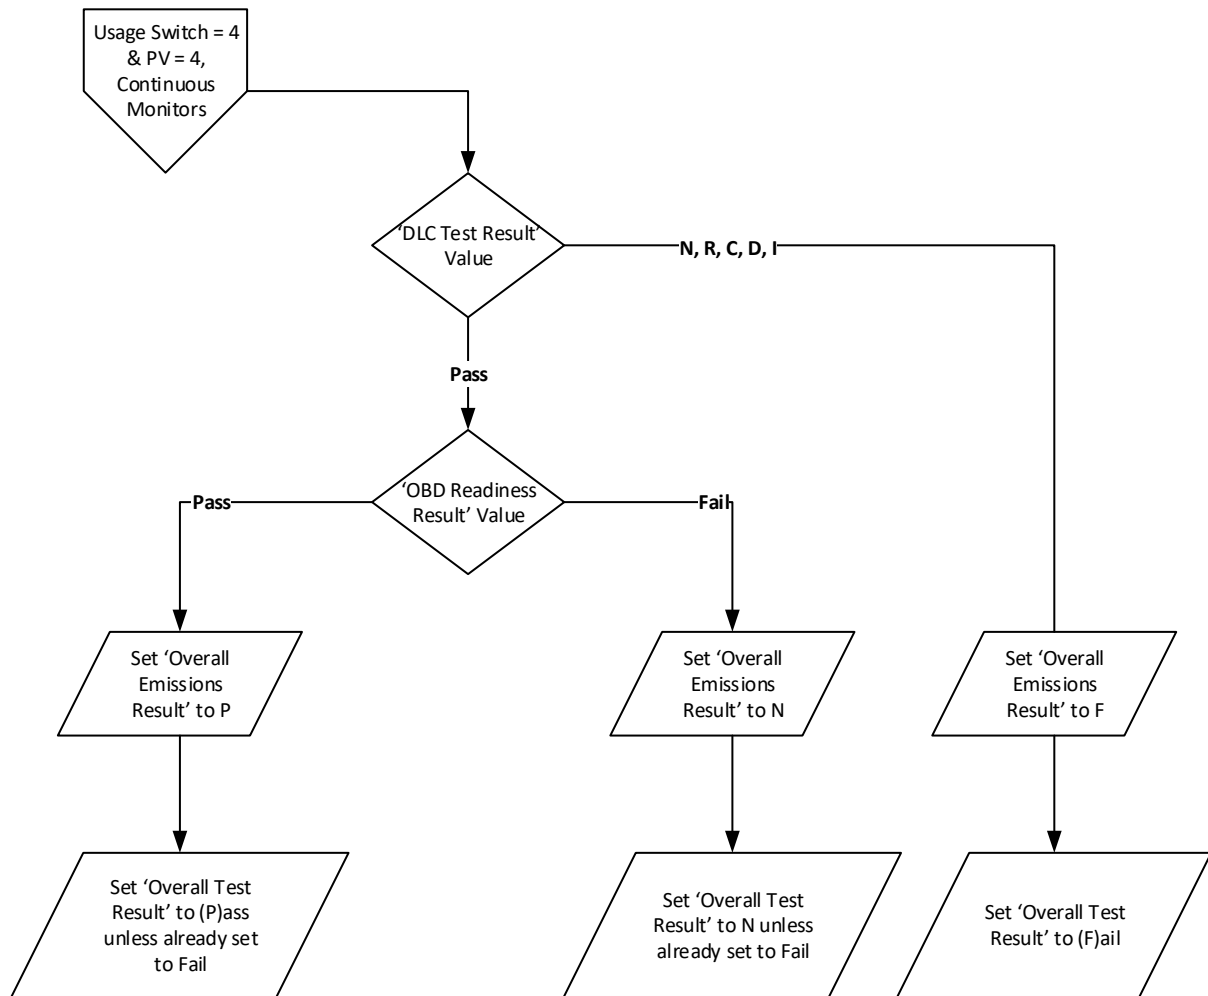 Usage Switch = 4
& PV = 4,
Continuous
Monitors
‘DLC Test Result’
Value
N, R, C, D, I
Pass
‘OBD Readiness
Result’ Value
Pass
Fail
Set ‘Overall
Emissions
Result’ to P
Set ‘Overall
Emissions
Result’ to N
Set ‘Overall
Emissions
Result’ to F
Set ‘Overall Test
Result’ to (P)ass
unless already set
to Fail
Set ‘Overall Test
Result’ to N unless
already set to Fail
Set ‘Overall Test
Result’ to (F)ail